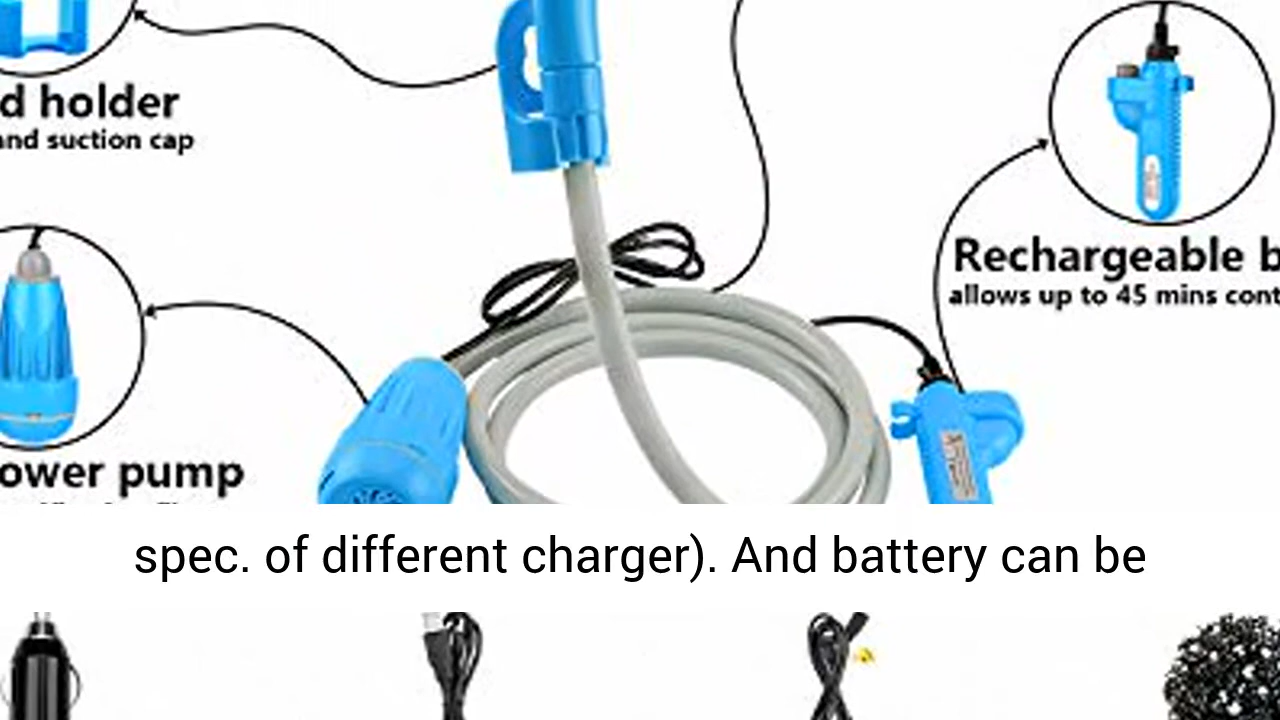 d holder
and suction cap
Rechargeable b
allows up to 45 mins cont
ower pump
spec. of different charger). And battery can be